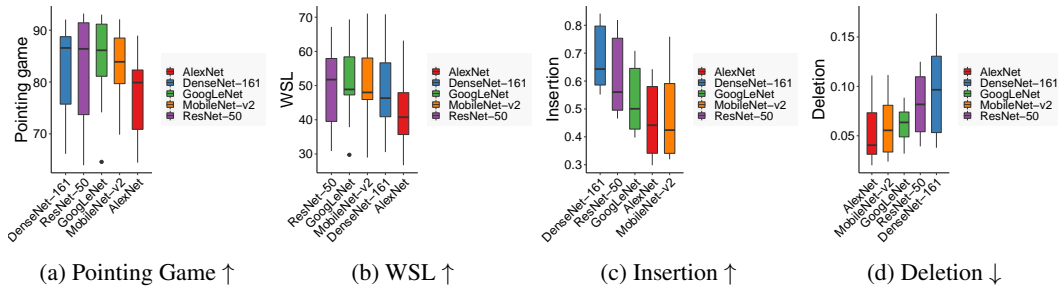 Pointing game
90
80
70
DenseNet-161
ResNet-50
GoogLeNet
MobileNet-v2
AlexNet
AlexNet
DenseNet-161
GoogLeNet
MobileNet-v2
ResNet-50
(a) Pointing Game ↑
WSL
70
60
50
40
30
ResNet-50
GoogLeNet
MobileNet-v2
DenseNet-161
AlexNet
AlexNet
DenseNet-161
GoogLeNet
MobileNet-v2
ResNet-50
(b) WSL ↑
Insertion
0.8
0.7
0.6
0.5
0.4
0.3
DenseNet-161
ResNet-50
GoogLeNet
AlexNet
MobileNet-v2
AlexNet
DenseNet-161
GoogLeNet
MobileNet-v2
ResNet-50
(c) Insertion ↑
Deletion
0.15
0.10
0.05
AlexNet
MobileNet-v2
GoogLeNet
ResNet-50
DenseNet-161
AlexNet
DenseNet-161
GoogLeNet
MobileNet-v2
ResNet-50
(d) Deletion ↓